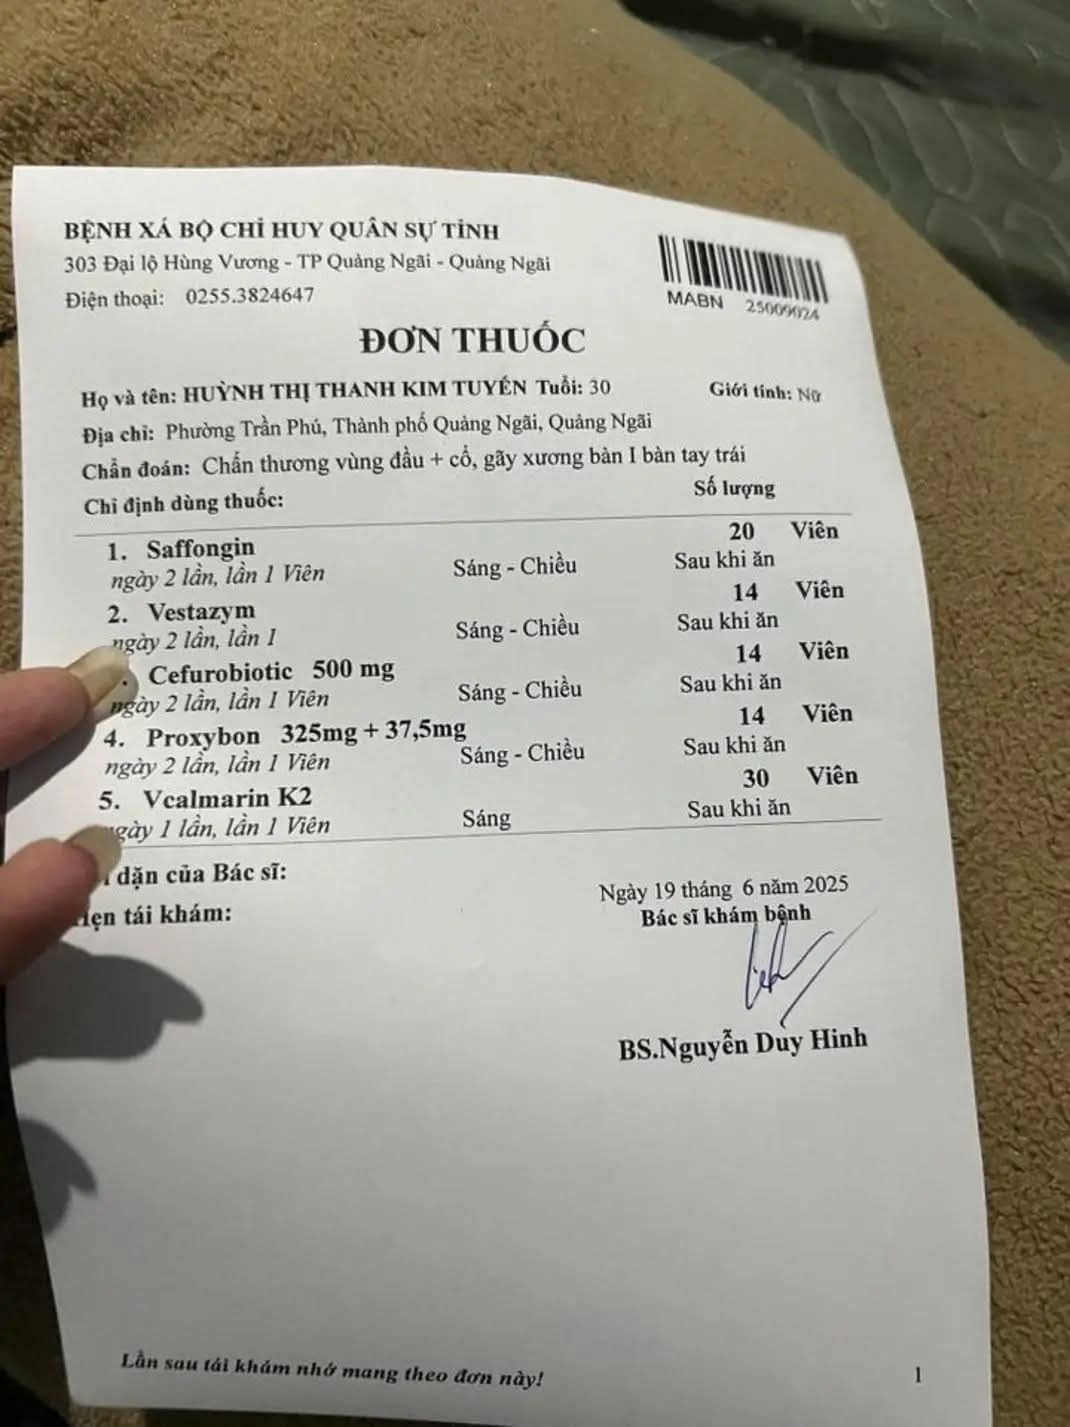 BỆNH XÁ BỘ CHỈ HUY QUÂN SỰ TỈNH
303 Đại lộ Hùng Vương - TP Quảng Ngãi - Quảng Ngãi
Điện thoại: 0255.3824647
MABN 25009024
ĐƠN THUỐC
Họ và tên: HUỲNH THỊ THANH KIM TUYẾN Tuổi: 30 Giới tính: Nữ
Địa chỉ: Phường Trần Phú, Thành phố Quảng Ngãi, Quảng Ngãi
Chẩn đoán: Chấn thương vùng đầu + cổ, gãy xương bàn I bàn tay trái
Chỉ định dùng thuốc: Số lượng
1. Saffongin 20 Viên
ngày 2 lần, lần 1 Viên Sáng - Chiều Sau khi ăn
2. Vestazym 14 Viên
ngày 2 lần, lần 1 Sáng - Chiều Sau khi ăn
Cefurobiotic 500 mg 14 Viên
ngày 2 lần, lần 1 Viên Sáng - Chiều Sau khi ăn
4. Proxybon 325mg + 37,5mg 14 Viên
ngày 2 lần, lần 1 Viên Sáng - Chiều Sau khi ăn
5. Vcalmarin K2 30 Viên
ngày 1 lần, lần 1 Viên Sáng Sau khi ăn
dặn của Bác sĩ:
Hẹn tái khám:
Ngày 19 tháng 6 năm 2025
Bác sĩ khám bệnh
BS.Nguyễn Duy Hinh
Lần sau tái khám nhớ mang theo đơn này!
1